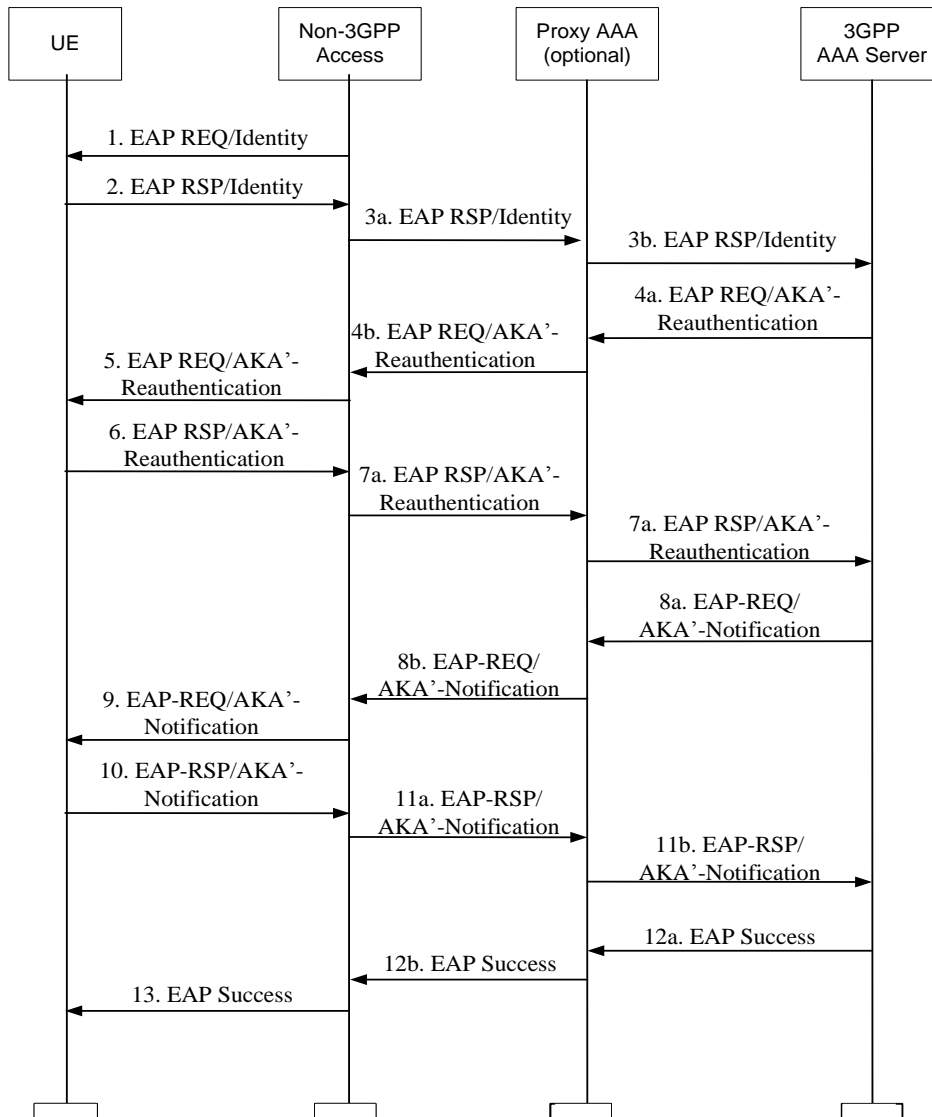 UE
Non-3GPP
Access
Proxy AAA
(optional)
3GPP
AAA Server
1. EAP REQ/Identity
2. EAP RSP/Identity
3a. EAP RSP/Identity
3b. EAP RSP/Identity
4a. EAP REQ/AKA’-
Reauthentication
4b. EAP REQ/AKA’-
Reauthentication
5. EAP REQ/AKA’-
Reauthentication
6. EAP RSP/AKA’-
Reauthentication
7a. EAP RSP/AKA’-
Reauthentication
7a. EAP RSP/AKA’-
Reauthentication
8a. EAP-REQ/
AKA’-Notification
8b. EAP-REQ/
AKA’-Notification
9. EAP-REQ/AKA’-
Notification
10. EAP-RSP/AKA’-
Notification
11a. EAP-RSP/
AKA’-Notification
11b. EAP-RSP/
AKA’-Notification
12a. EAP Success
12b. EAP Success
13. EAP Success